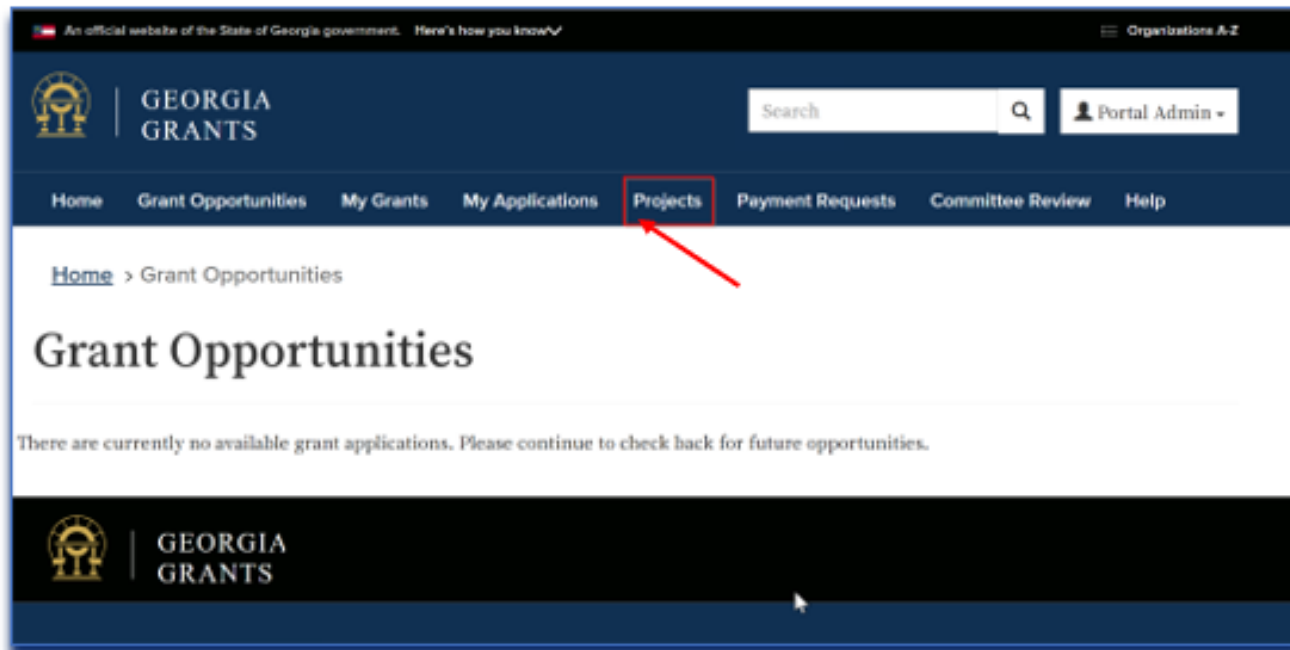 An official website of the State of Georgia government. Here's how you know
Organizations A-Z
GEORGIA
GRANTS
Search
Portal Admin
Home Grant Opportunities My Grants My Applications Projects Payment Requests Committee Review Help
Home > Grant Opportunities
Grant Opportunities
There are currently no available grant applications. Please continue to check back for future opportunities.
GEORGIA
GRANTS